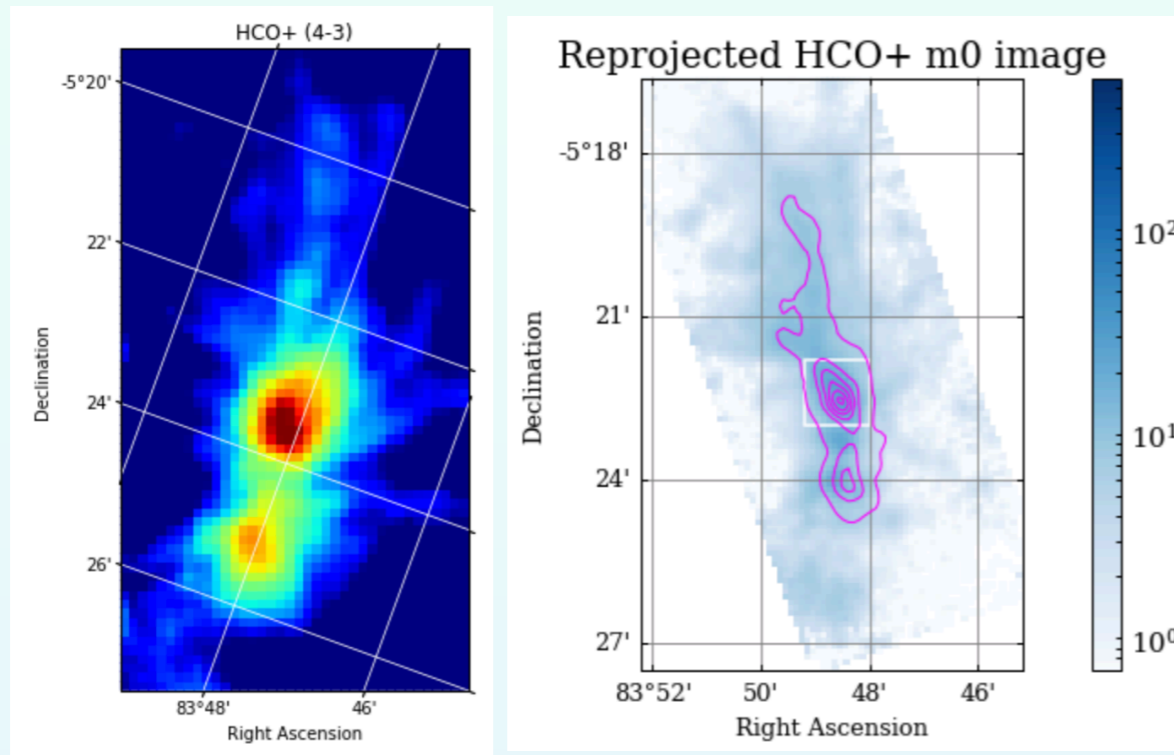 HCO+ (4-3)
-5°20'
22'
24'
26'
Declination
83°48'
46'
Right Ascension
Reprojected HCO+ m0 image
-5°18'
21'
24'
27'
Declination
83°52'
50'
48'
46'
Right Ascension
10²
10¹
10⁰